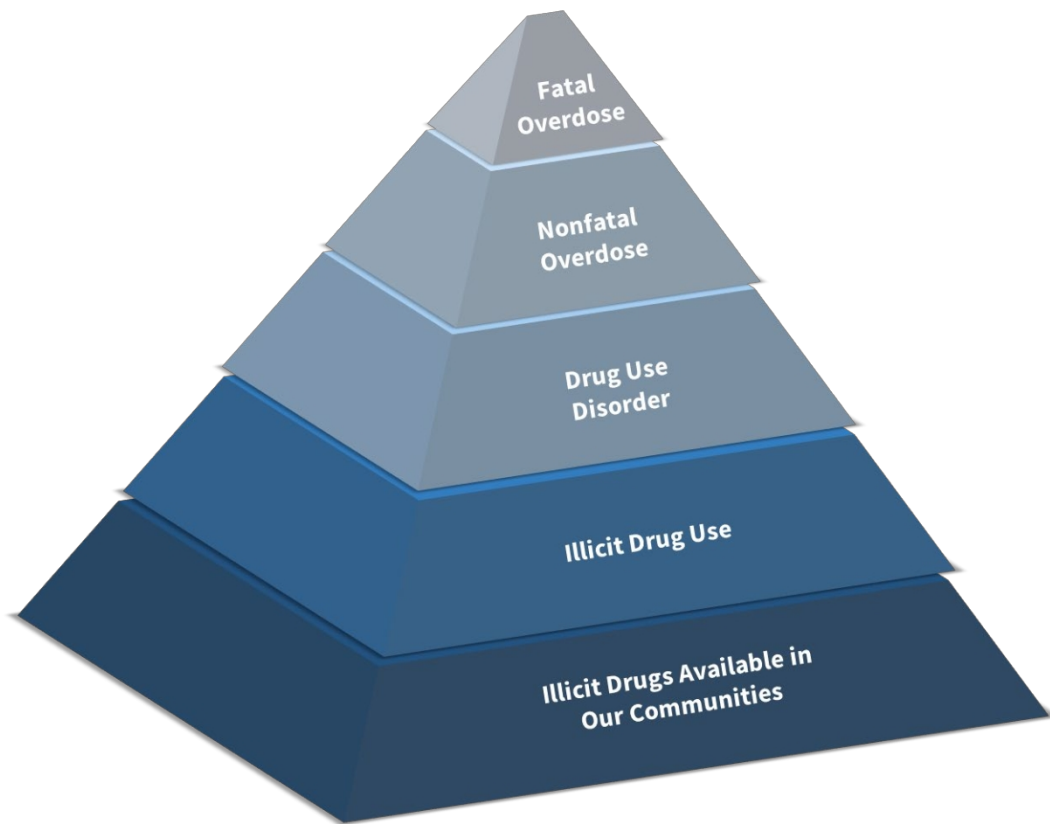 Fatal
Overdose
Nonfatal
Overdose
Drug Use
Disorder
Illicit Drug Use
Illicit Drugs Available in
Our Communities